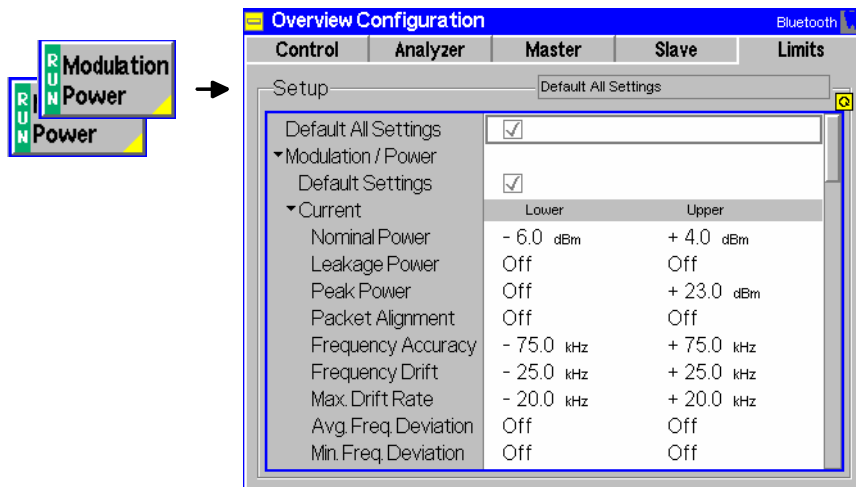 Overview Configuration Bluetooth
Control Analyzer Master Slave Limits
RUN Modulation Power
RUN Power
Setup Default All Settings
Default All Settings
Modulation / Power
Default Settings
Current Lower Upper
Nominal Power - 6.0 dBm + 4.0 dBm
Leakage Power Off Off
Peak Power Off + 23.0 dBm
Packet Alignment Off Off
Frequency Accuracy - 75.0 kHz + 75.0 kHz
Frequency Drift - 25.0 kHz + 25.0 kHz
Max. Drift Rate - 20.0 kHz + 20.0 kHz
Avg. Freq. Deviation Off Off
Min. Freq. Deviation Off Off